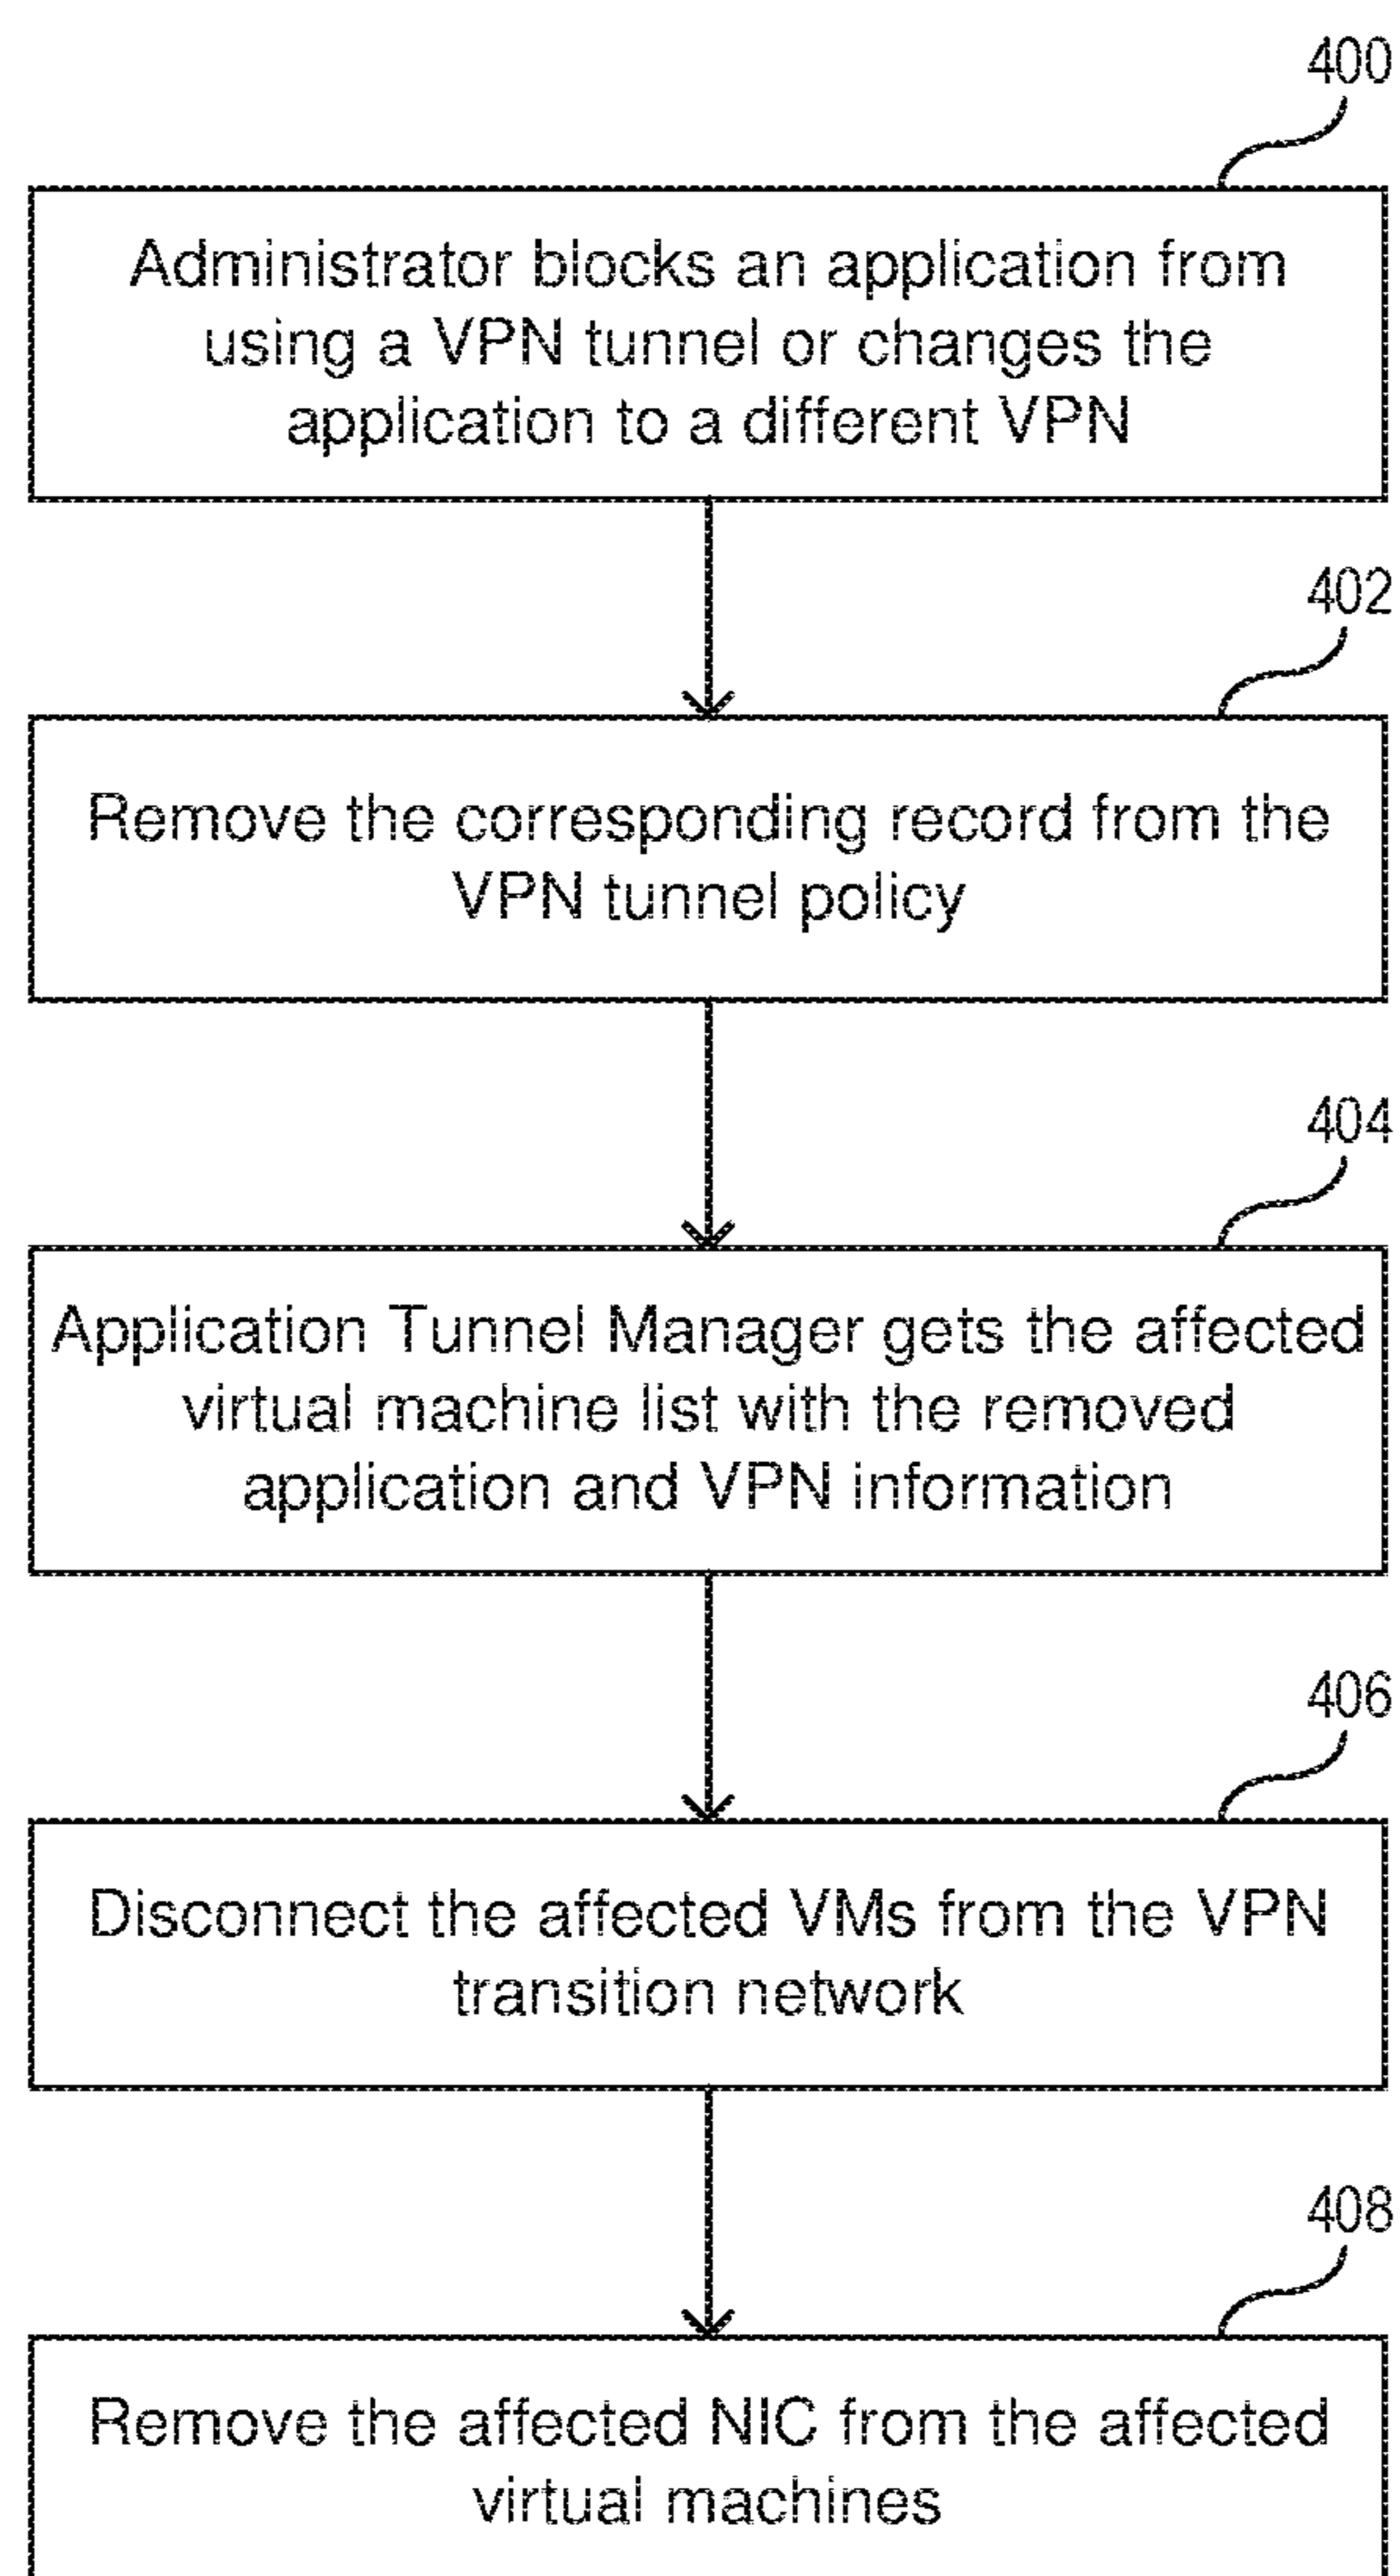 400
Administrator blocks an application from
using a VPN tunnel or changes the
application to a different VPN
402
Remove the corresponding record from the
VPN tunnel policy
404
Application Tunnel Manager gets the affected
virtual machine list with the removed
application and VPN information
406
Disconnect the affected VMs from the VPN
transition network
408
Remove the affected NIC from the affected
virtual machines